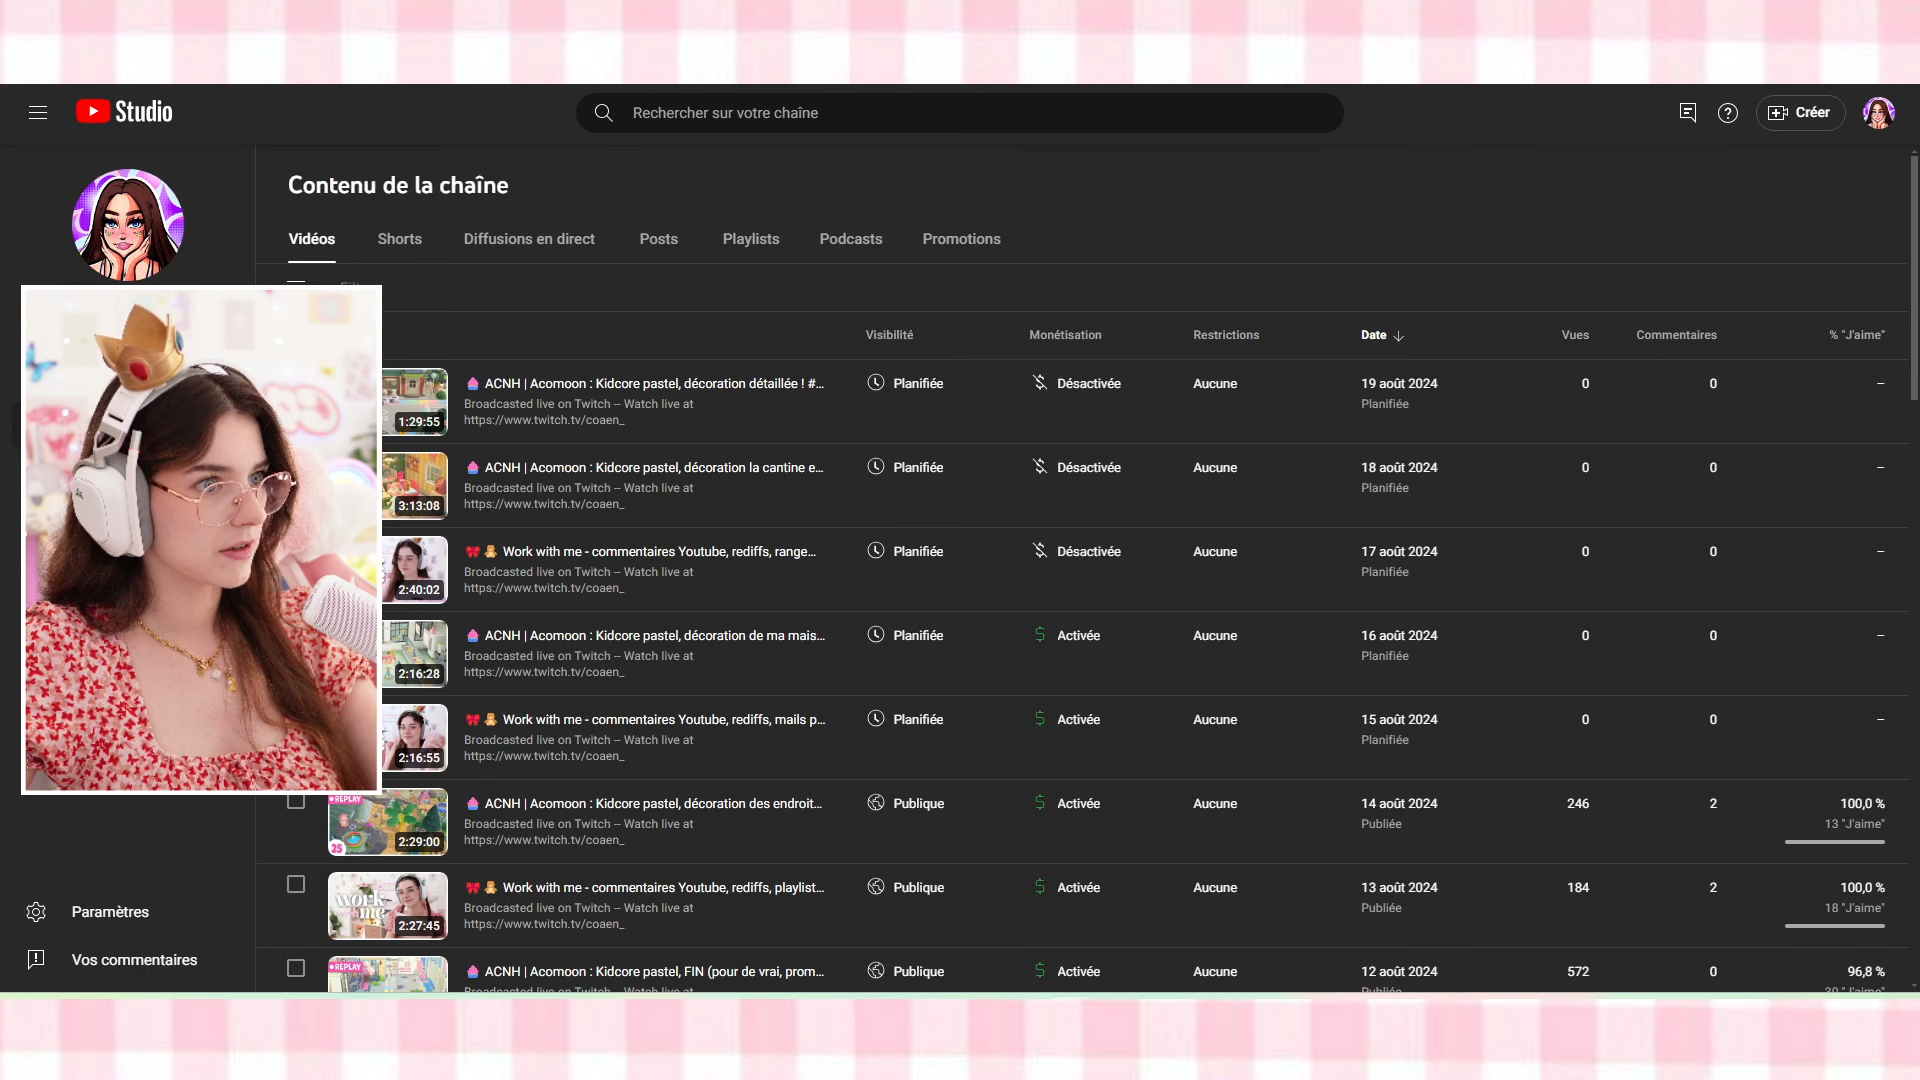 Studio
Rechercher sur votre chaîne
Créer
Contenu de la chaîne
Vidéos
Shorts
Diffusions en direct
Posts
Playlists
Podcasts
Promotions
Visibilité
Monétisation
Restrictions
Date
Vues
Commentaires
% "J'aime"
1:29:55
ACNH | Acomoon : Kidcore pastel, décoration détaillée ! #...
Broadcasted live on Twitch -- Watch live at
https://www.twitch.tv/coaen_
Planifiée
Désactivée
Aucune
19 août 2024
Planifiée
0
0
–
3:13:08
ACNH | Acomoon : Kidcore pastel, décoration la cantine e...
Broadcasted live on Twitch -- Watch live at
https://www.twitch.tv/coaen_
Planifiée
Désactivée
Aucune
18 août 2024
Planifiée
0
0
–
2:40:02
Work with me - commentaires Youtube, rediffs, range...
Broadcasted live on Twitch -- Watch live at
https://www.twitch.tv/coaen_
Planifiée
Désactivée
Aucune
17 août 2024
Planifiée
0
0
–
2:16:28
ACNH | Acomoon : Kidcore pastel, décoration de ma mais...
Broadcasted live on Twitch -- Watch live at
https://www.twitch.tv/coaen_
Planifiée
Activée
Aucune
16 août 2024
Planifiée
0
0
–
2:16:55
Work with me - commentaires Youtube, rediffs, mails p...
Broadcasted live on Twitch -- Watch live at
https://www.twitch.tv/coaen_
Planifiée
Activée
Aucune
15 août 2024
Planifiée
0
0
–
REPLAY
25
2:29:00
ACNH | Acomoon : Kidcore pastel, décoration des endroit...
Broadcasted live on Twitch -- Watch live at
https://www.twitch.tv/coaen_
Publique
Activée
Aucune
14 août 2024
Publiée
246
2
100,0 %
13 "J'aime"
work
me
2:27:45
Work with me - commentaires Youtube, rediffs, playlist...
Broadcasted live on Twitch -- Watch live at
https://www.twitch.tv/coaen_
Publique
Activée
Aucune
13 août 2024
Publiée
184
2
100,0 %
18 "J'aime"
REPLAY
ACNH | Acomoon : Kidcore pastel, FIN (pour de vrai, prom...
Broadcasted live on Twitch -- Watch live at
Publique
Activée
Aucune
12 août 2024
Publiée
572
0
96,8 %
30 "J'aime"
Paramètres
Vos commentaires